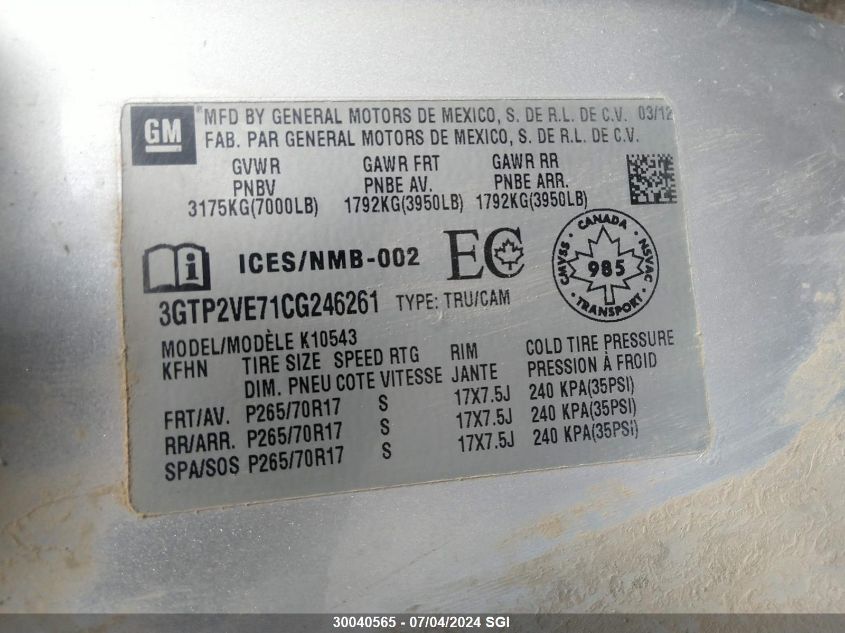 GM ® MFD BY GENERAL MOTORS DE MEXICO, S. DE R.L. DE C.V. 03/12
FAB. PAR GENERAL MOTORS DE MEXICO, S. DE R.L. DE C.V.
GVWR GAWR FRT GAWR RR
PNBV PNBE AV. PNBE ARR.
3175KG(7000LB) 1792KG(3950LB) 1792KG(3950LB)
i ICES/NMB-002 EC
CANADA CMVSS 985 NSVAC TRANSPORT
3GTP2VE71CG246261 TYPE: TRU/CAM
MODEL/MODÈLE K10543
KFHN TIRE SIZE SPEED RTG RIM COLD TIRE PRESSURE
DIM. PNEU COTE VITESSE JANTE PRESSION À FROID
FRT/AV. P265/70R17 S 17X7.5J 240 KPA(35PSI)
RR/ARR. P265/70R17 S 17X7.5J 240 KPA(35PSI)
SPA/SOS P265/70R17 S 17X7.5J 240 KPA(35PSI)
30040565 - 07/04/2024 SGI